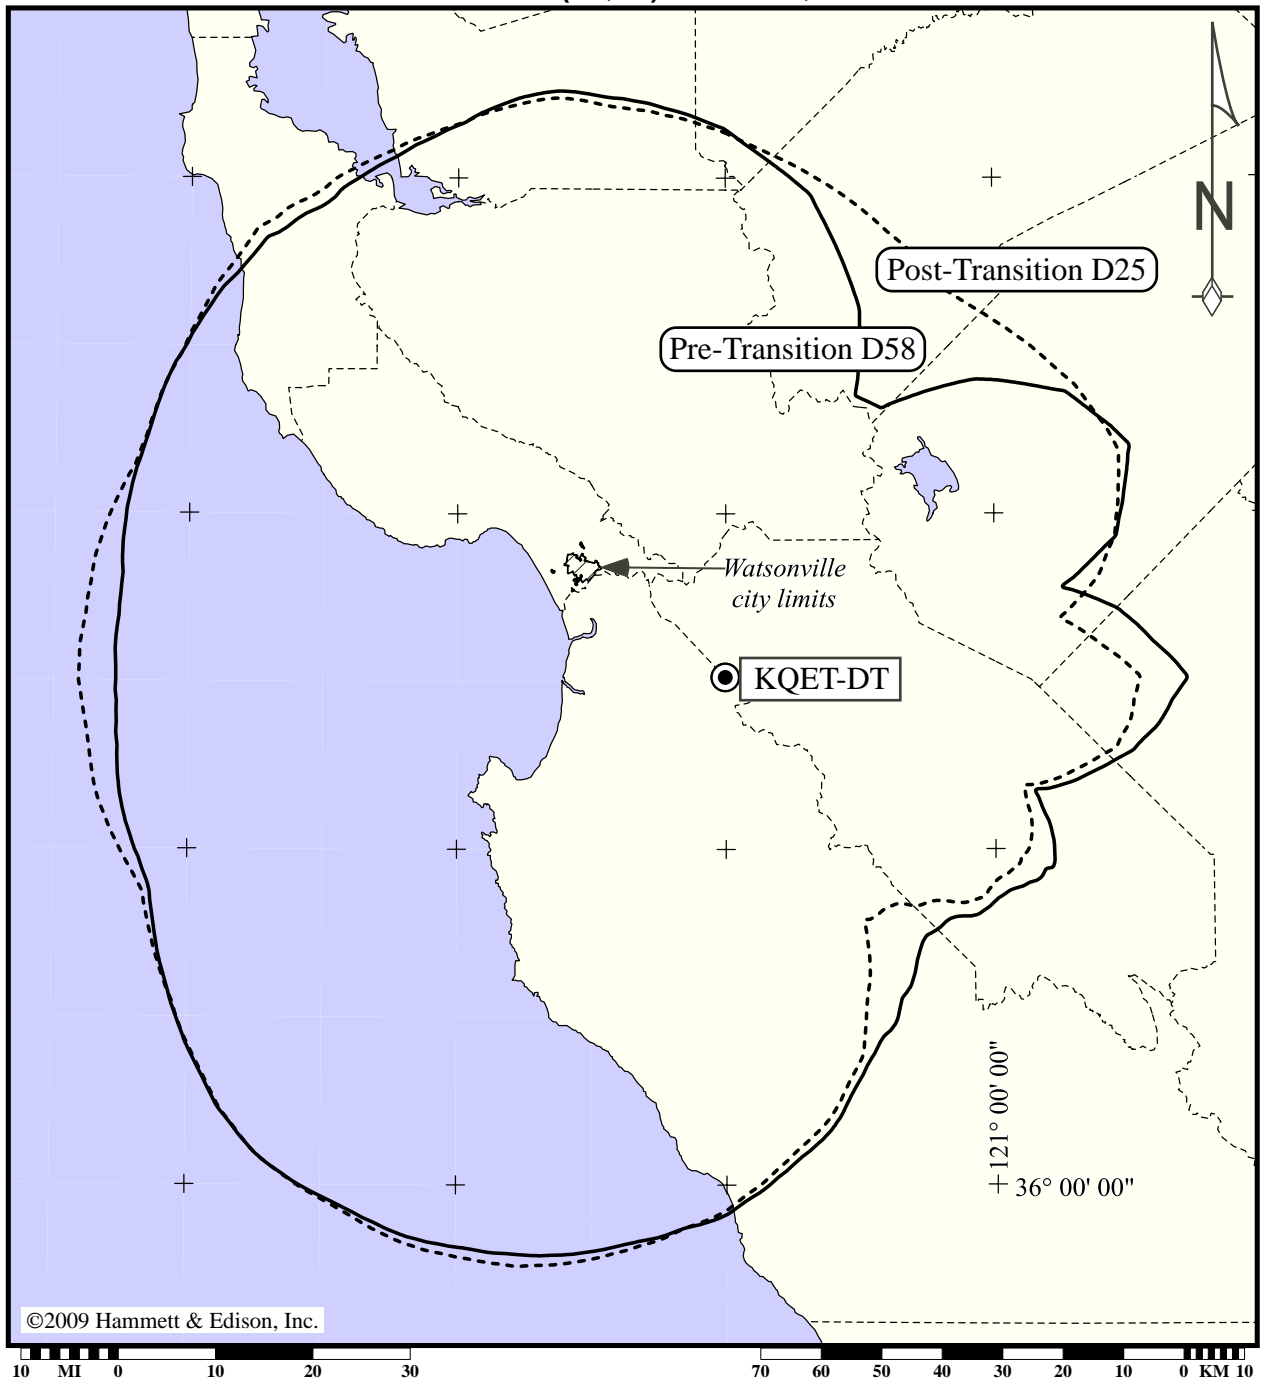 N
Post-Transition D25
Pre-Transition D58
Watsonville
city limits
KQET-DT
121° 00' 00"
36° 00' 00"
©2009 Hammett & Edison, Inc.
10 MI 0 10 20 30 70 60 50 40 30 20 10 0 KM 10